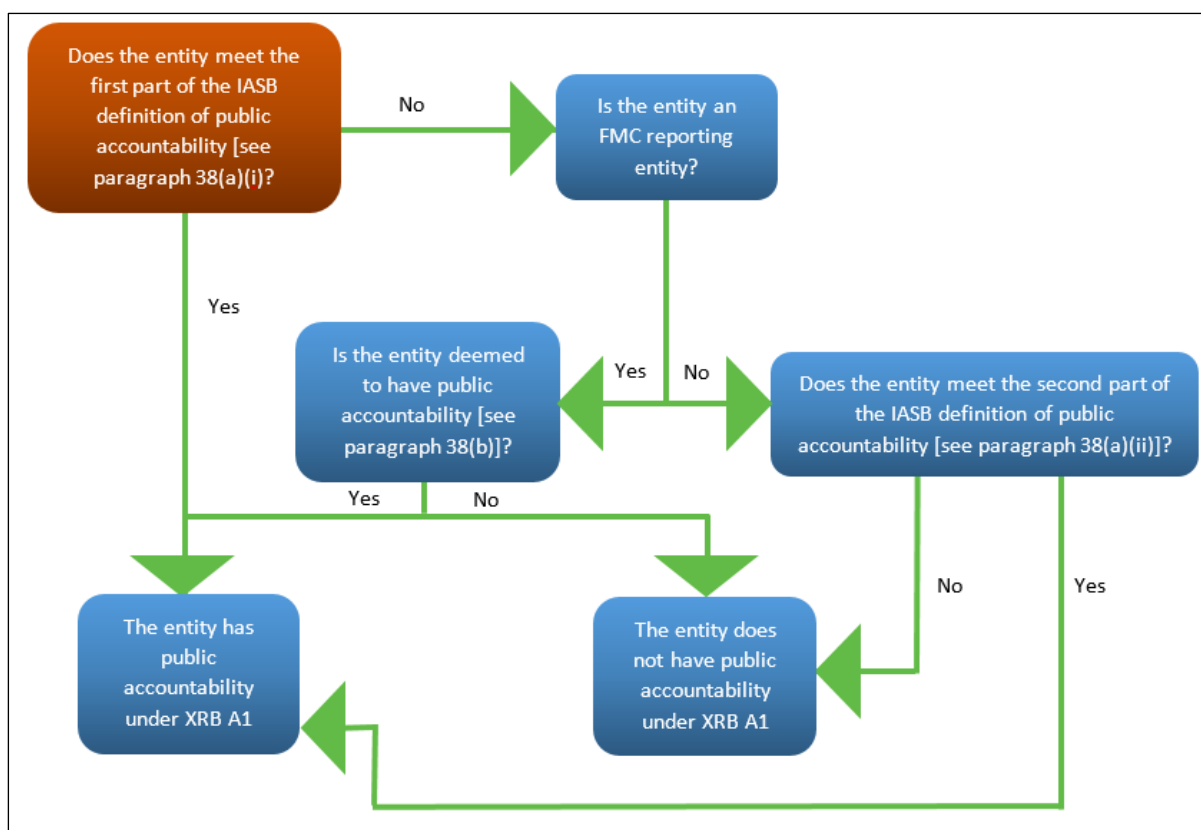 Does the entity meet the
first part of the IASB
definition of public
accountability [see
paragraph 38(a)(i)?
No
Is the entity an
FMC reporting
entity?
Yes
Is the entity deemed
to have public
accountability [see
paragraph 38(b)]?
Yes
No
Does the entity meet the second part of
the IASB definition of public
accountability [see paragraph 38(a)(ii)]?
Yes
No
No
Yes
The entity has
public
accountability
under XRB A1
The entity does
not have public
accountability
under XRB A1